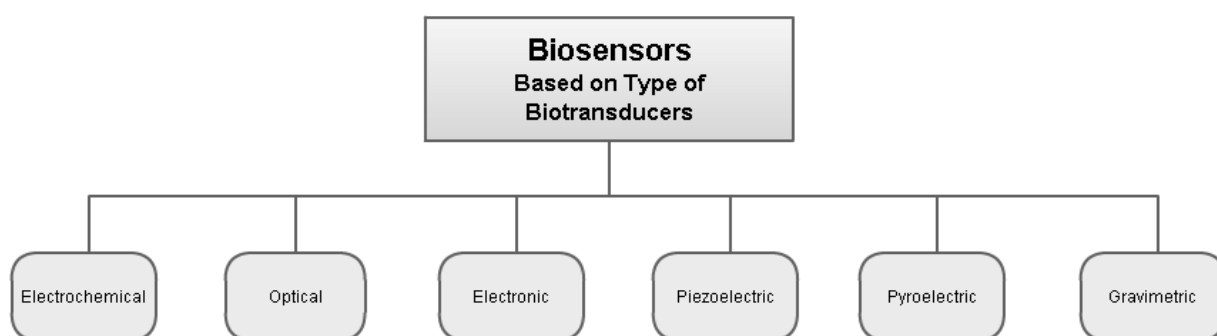 Biosensors
Based on Type of
Biotransducers
Electrochemical
Optical
Electronic
Piezoelectric
Pyroelectric
Gravimetric